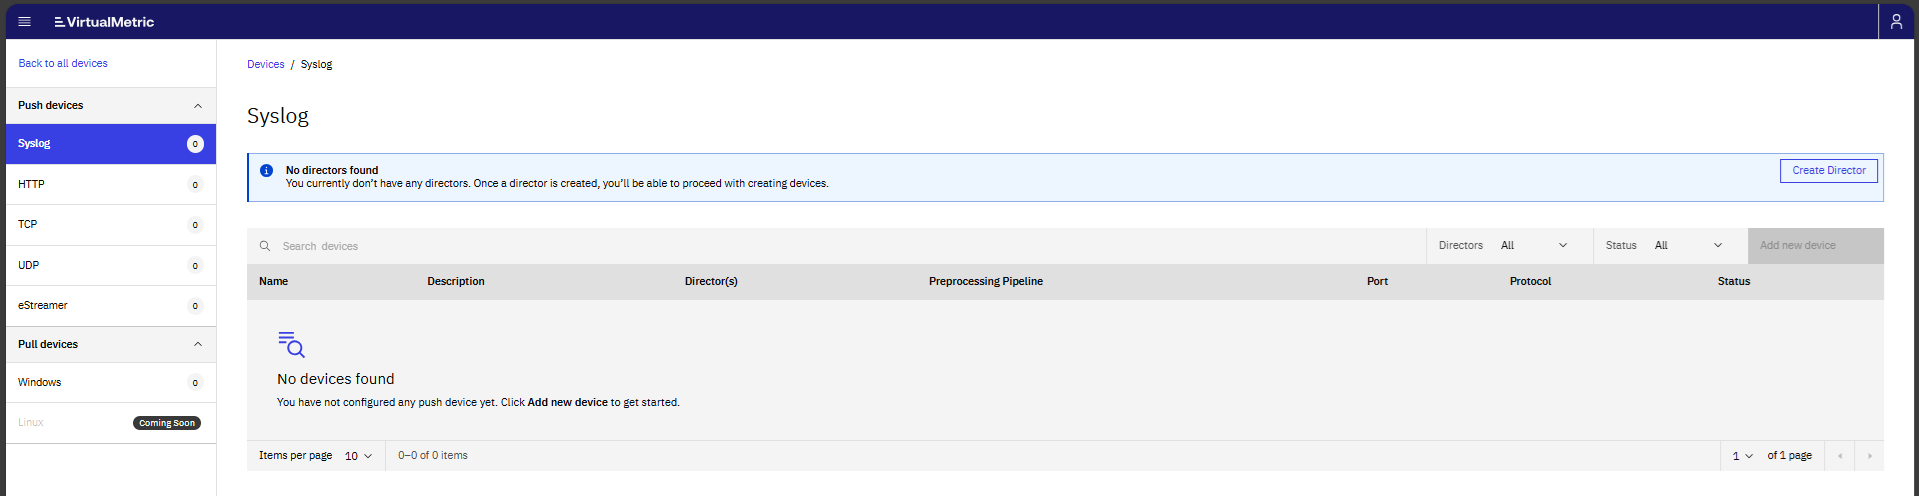 VirtualMetric
Back to all devices
Push devices
Syslog 0
HTTP 0
TCP 0
UDP 0
eStreamer 0
Pull devices
Windows 0
Linux Coming Soon
Devices / Syslog
Syslog
No directors found
You currently don’t have any directors. Once a director is created, you’ll be able to proceed with creating devices.
Create Director
Search devices Directors All Status All Add new device
Name Description Director(s) Preprocessing Pipeline Port Protocol Status
No devices found
You have not configured any push device yet. Click Add new device to get started.
Items per page 10 0–0 of 0 items 1 of 1 page